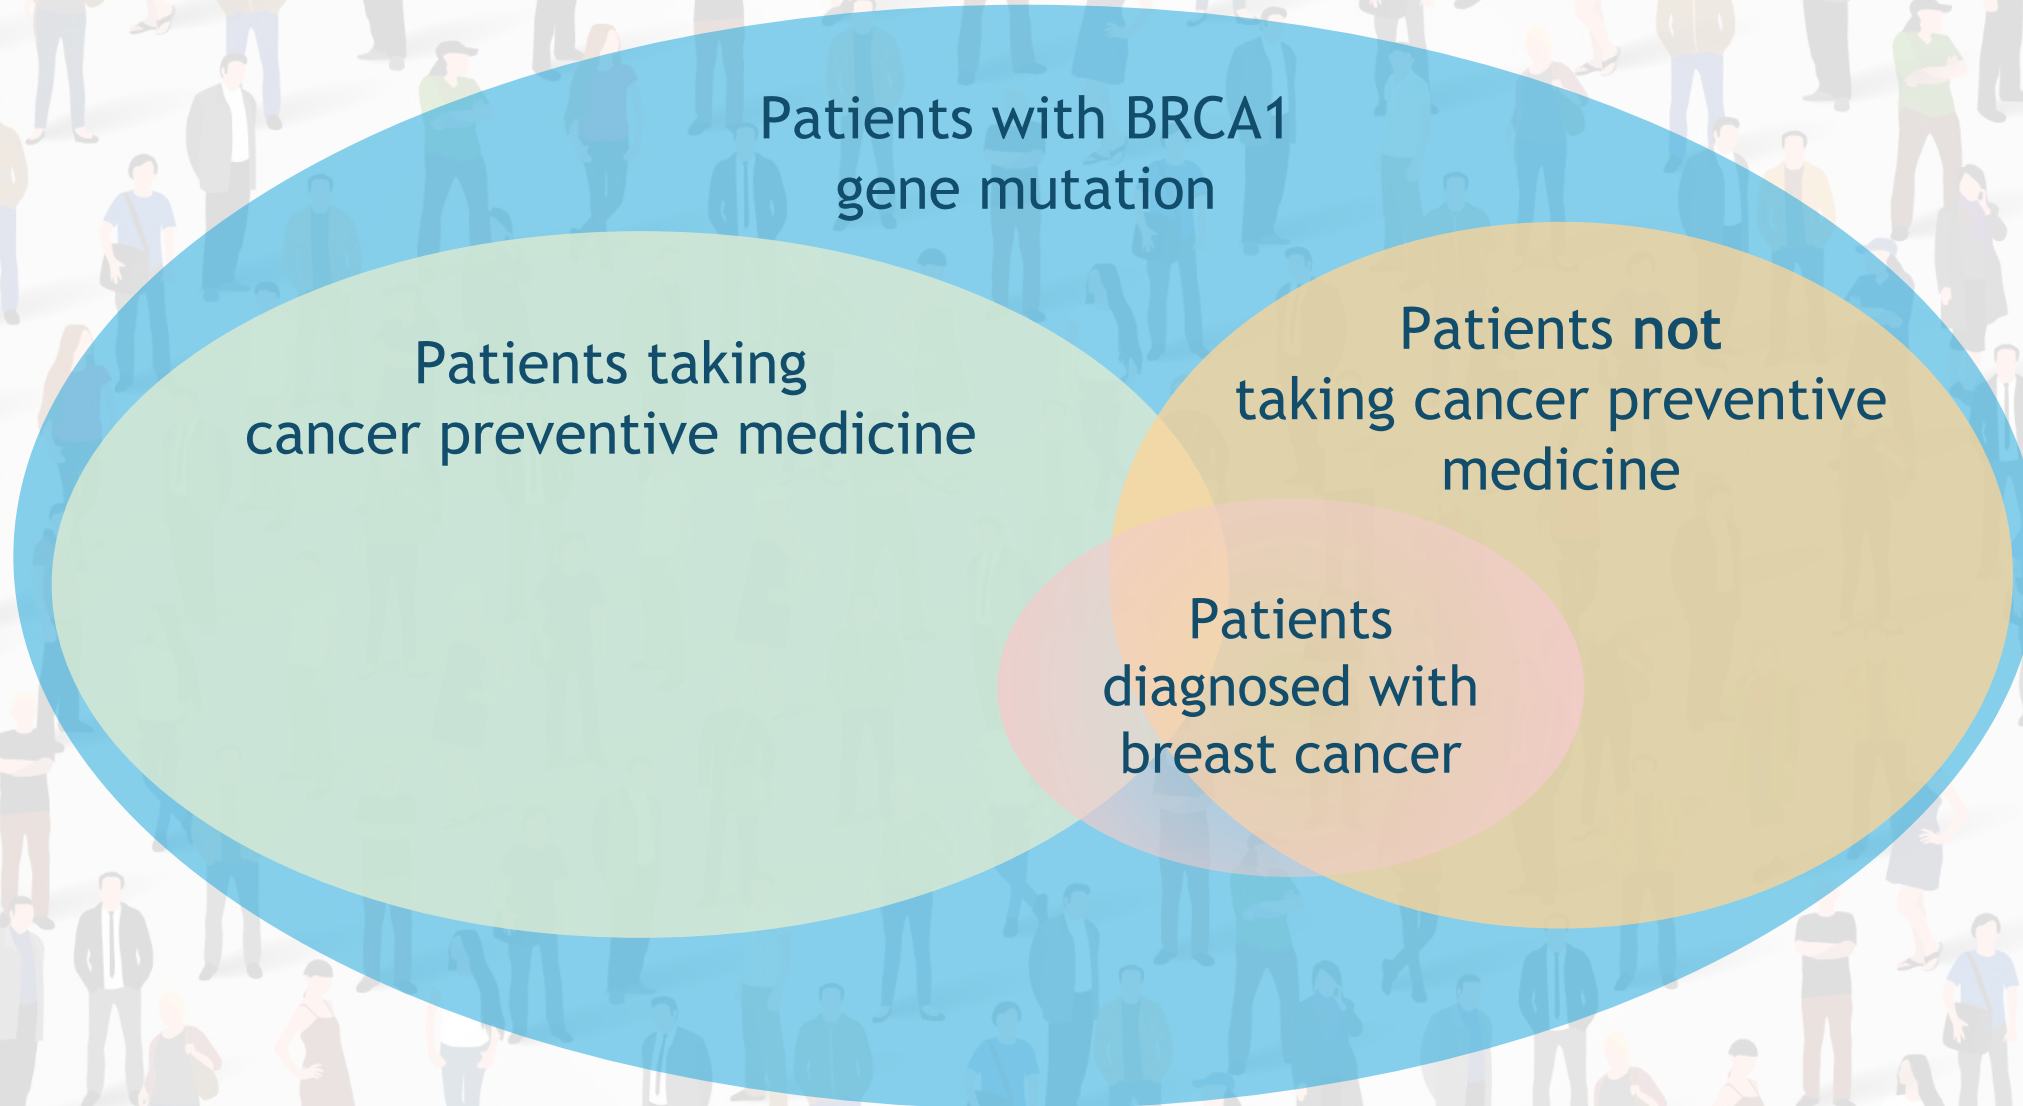 Patients with BRCA1
gene mutation
Patients taking
cancer preventive medicine
Patients not
taking cancer preventive
medicine
Patients
diagnosed with
breast cancer